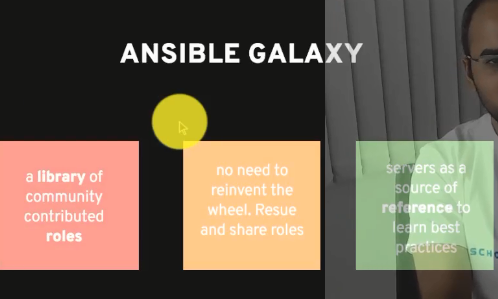 ANSIBLE GALAXY
a library of
community
contributed
roles
no need to
reinvent the
wheel. Resue
and share roles
servers as a
source of
reference to
learn best
practices
SCHO